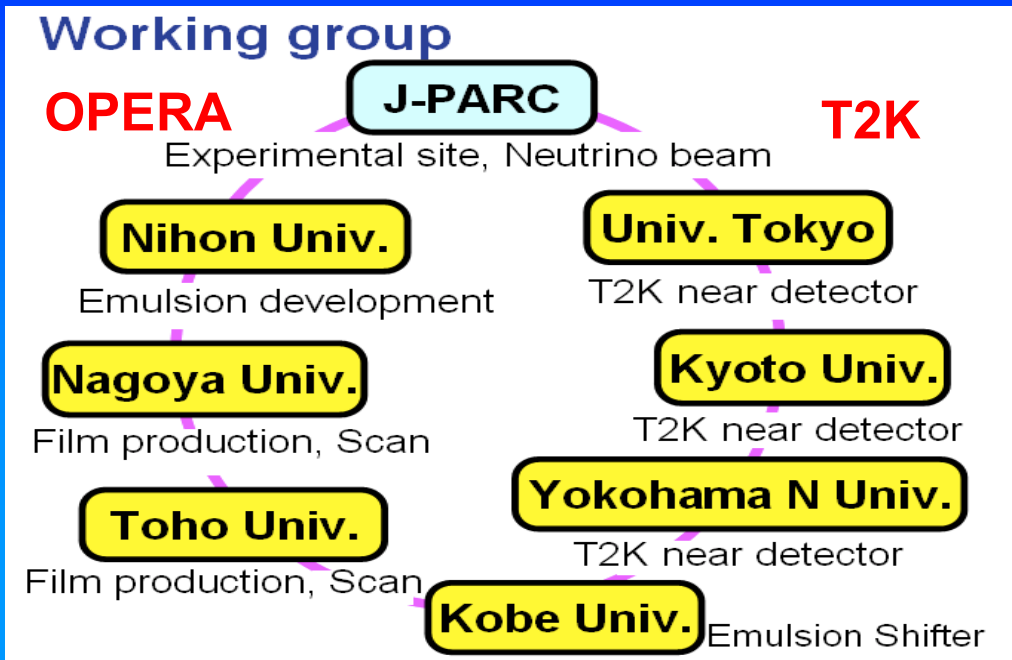 Working group
J-PARC
OPERA
T2K
Experimental site, Neutrino beam
Nihon Univ.
Univ. Tokyo
Emulsion development
T2K near detector
Nagoya Univ.
Kyoto Univ.
Film production, Scan
T2K near detector
Toho Univ.
Yokohama N Univ.
Film production, Scan
T2K near detector
Kobe Univ.
Emulsion Shifter